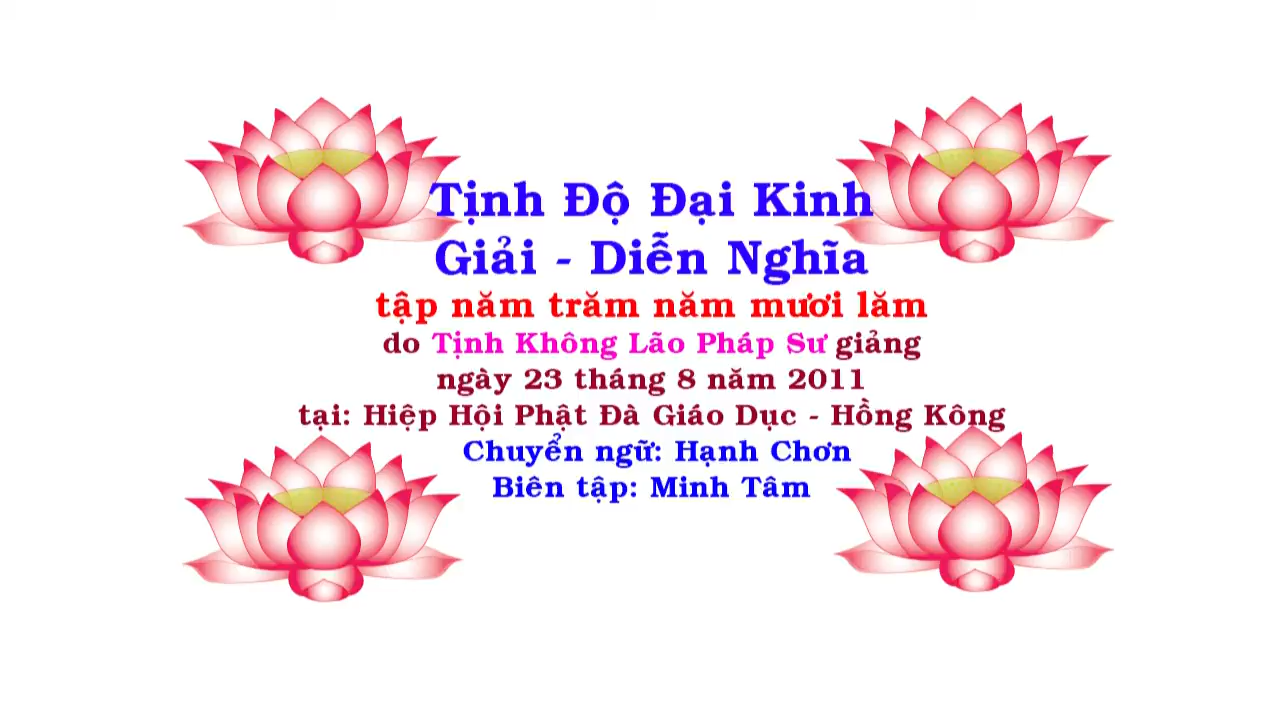 Tịnh Độ Đại Kinh
Giải - Diễn Nghĩa
tập năm trăm năm mươi lăm
do Tịnh Không Lão Pháp Sư giảng
ngày 23 tháng 8 năm 2011
tại: Hiệp Hội Phật Đà Giáo Dục - Hồng Kông
Chuyển ngữ: Hạnh Chơn
Biên tập: Minh Tâm